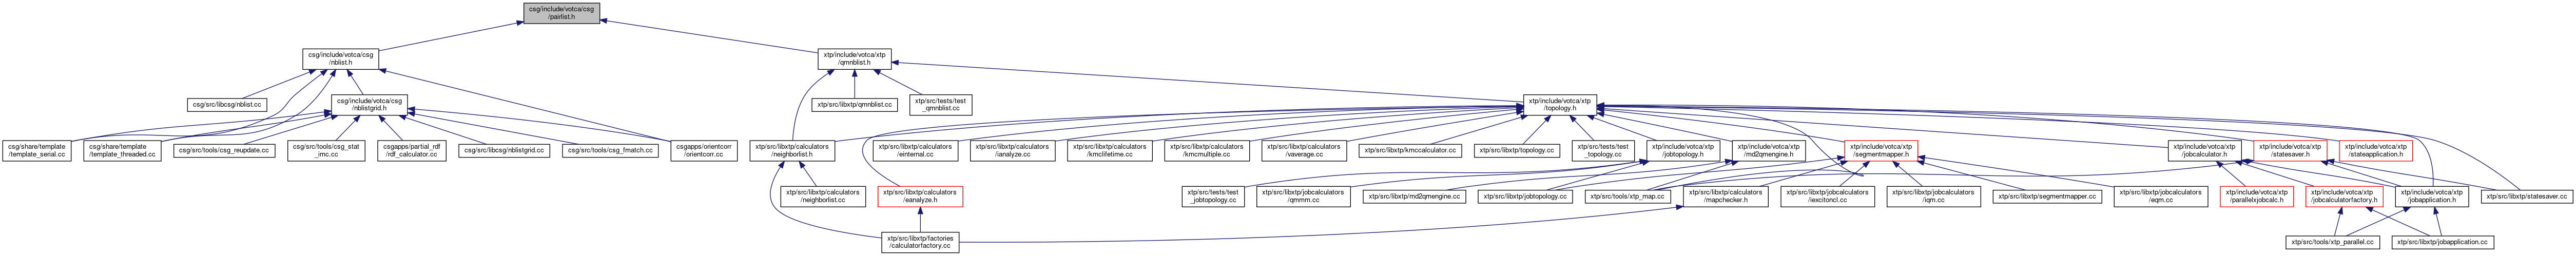 csg/include/votca/csg
/pairlist.h
csg/include/votca/csg
/nblist.h
xtp/include/votca/xtp
/qmnblist.h
csg/src/libcsg/nblist.cc
csg/include/votca/csg
/nblistgrid.h
xtp/src/libxtp/qmnblist.cc
xtp/src/tests/test
_qmnblist.cc
xtp/include/votca/xtp
/topology.h
csg/share/template
/template_serial.cc
csg/share/template
/template_threaded.cc
csg/src/tools/csg_reupdate.cc
csg/src/tools/csg_stat
_imc.cc
csgapps/partial_rdf
/rdf_calculator.cc
csg/src/libcsg/nblistgrid.cc
csg/src/tools/csg_fmatch.cc
csgapps/orientcorr
/orientcorr.cc
xtp/src/libxtp/calculators
/neighborlist.h
xtp/src/libxtp/calculators
/einternal.cc
xtp/src/libxtp/calculators
/ianalyze.cc
xtp/src/libxtp/calculators
/kmclifetime.cc
xtp/src/libxtp/calculators
/kmcmultiple.cc
xtp/src/libxtp/calculators
/vaverage.cc
xtp/src/libxtp/kmccalculator.cc
xtp/src/libxtp/topology.cc
xtp/src/tests/test
_topology.cc
xtp/include/votca/xtp
/jobtopology.h
xtp/include/votca/xtp
/md2qmengine.h
xtp/include/votca/xtp
/segmentmapper.h
xtp/include/votca/xtp
/jobcalculator.h
xtp/include/votca/xtp
/statesaver.h
xtp/include/votca/xtp
/stateapplication.h
xtp/src/libxtp/calculators
/neighborlist.cc
xtp/src/libxtp/calculators
/eanalyze.h
xtp/src/tests/test
_jobtopology.cc
xtp/src/libxtp/jobcalculators
/qmmm.cc
xtp/src/libxtp/md2qmengine.cc
xtp/src/libxtp/jobtopology.cc
xtp/src/tools/xtp_map.cc
xtp/src/libxtp/calculators
/mapchecker.h
xtp/src/libxtp/jobcalculators
/iexcitoncl.cc
xtp/src/libxtp/jobcalculators
/iqm.cc
xtp/src/libxtp/segmentmapper.cc
xtp/src/libxtp/jobcalculators
/eqm.cc
xtp/include/votca/xtp
/parallelxjobcalc.h
xtp/include/votca/xtp
/jobcalculatorfactory.h
xtp/include/votca/xtp
/jobapplication.h
xtp/src/libxtp/statesaver.cc
xtp/src/libxtp/factories
/calculatorfactory.cc
xtp/src/tools/xtp_parallel.cc
xtp/src/libxtp/jobapplication.cc